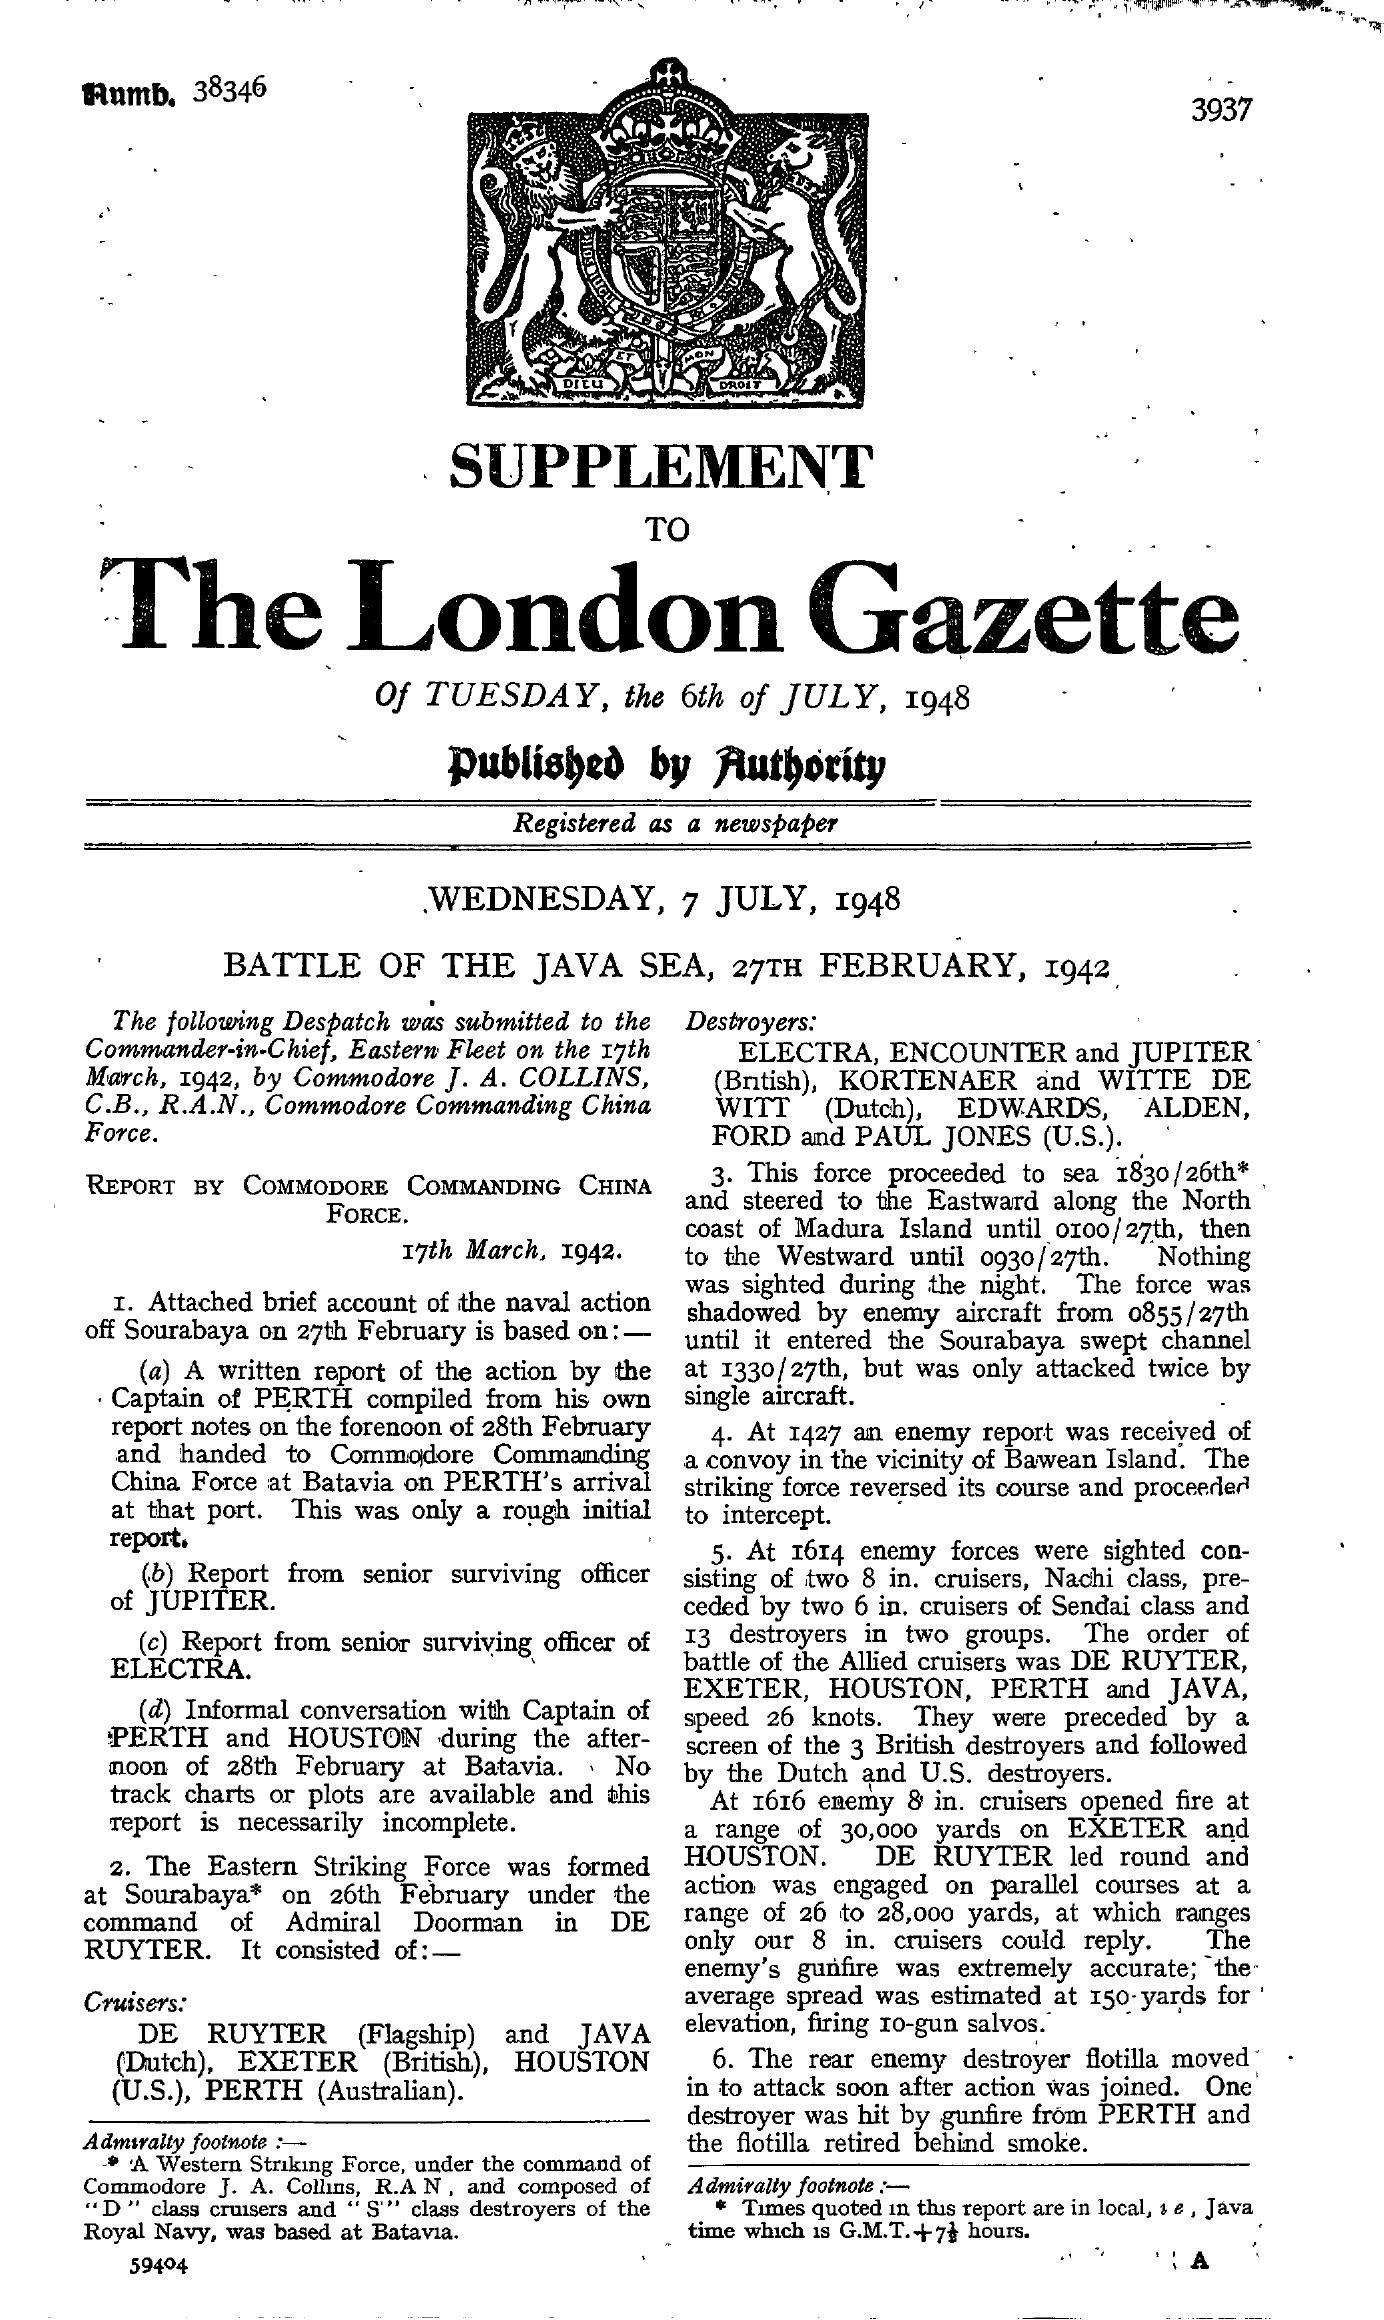 Numb. 38346
3937
DIEU ET MON DROIT
SUPPLEMENT
TO
The London Gazette
Of TUESDAY, the 6th of JULY, 1948
Published by Authority
Registered as a newspaper
WEDNESDAY, 7 JULY, 1948
BATTLE OF THE JAVA SEA, 27TH FEBRUARY, 1942
The following Despatch was submitted to the
Commander-in-Chief, Eastern Fleet on the 17th
March, 1942, by Commodore J. A. COLLINS,
C.B., R.A.N., Commodore Commanding China
Force.
REPORT BY COMMODORE COMMANDING CHINA
FORCE.
17th March, 1942.
1. Attached brief account of the naval action
off Sourabaya on 27th February is based on:—
(a) A written report of the action by the
Captain of PERTH compiled from his own
report notes on the forenoon of 28th February
and handed to Commodore Commanding
China Force at Batavia on PERTH's arrival
at that port. This was only a rough initial
report.
(b) Report from senior surviving officer
of JUPITER.
(c) Report from senior surviving officer of
ELECTRA.
(d) Informal conversation with Captain of
PERTH and HOUSTON during the after-
noon of 28th February at Batavia. No
track charts or plots are available and this
report is necessarily incomplete.
2. The Eastern Striking Force was formed
at Sourabaya* on 26th February under the
command of Admiral Doorman in DE
RUYTER. It consisted of:—
Cruisers:
DE RUYTER (Flagship) and JAVA
(Dutch), EXETER (British), HOUSTON
(U.S.), PERTH (Australian).
Admiralty footnote :—
* A Western Striking Force, under the command of
Commodore J. A. Collins, R.A N , and composed of
"D" class cruisers and "S" class destroyers of the
Royal Navy, was based at Batavia.
59404
Destroyers:
ELECTRA, ENCOUNTER and JUPITER
(British), KORTENAER and WITTE DE
WITT (Dutch), EDWARDS, ALDEN,
FORD and PAUL JONES (U.S.).
3. This force proceeded to sea 1830/26th*
and steered to the Eastward along the North
coast of Madura Island until 0100/27th, then
to the Westward until 0930/27th. Nothing
was sighted during the night. The force was
shadowed by enemy aircraft from 0855/27th
until it entered the Sourabaya swept channel
at 1330/27th, but was only attacked twice by
single aircraft.
4. At 1427 an enemy report was received of
a convoy in the vicinity of Bawean Island. The
striking force reversed its course and proceeded
to intercept.
5. At 1614 enemy forces were sighted con-
sisting of two 8 in. cruisers, Nachi class, pre-
ceded by two 6 in. cruisers of Sendai class and
13 destroyers in two groups. The order of
battle of the Allied cruisers was DE RUYTER,
EXETER, HOUSTON, PERTH and JAVA,
speed 26 knots. They were preceded by a
screen of the 3 British destroyers and followed
by the Dutch and U.S. destroyers.
At 1616 enemy 8 in. cruisers opened fire at
a range of 30,000 yards on EXETER and
HOUSTON. DE RUYTER led round and
action was engaged on parallel courses at a
range of 26 to 28,000 yards, at which ranges
only our 8 in. cruisers could reply. The
enemy's gunfire was extremely accurate; the
average spread was estimated at 150 yards for
elevation, firing 10-gun salvos.
6. The rear enemy destroyer flotilla moved
in to attack soon after action was joined. One
destroyer was hit by gunfire from PERTH and
the flotilla retired behind smoke.
Admiralty footnote :—
* Times quoted in this report are in local, i e , Java
time which is G.M.T.+7½ hours.
A